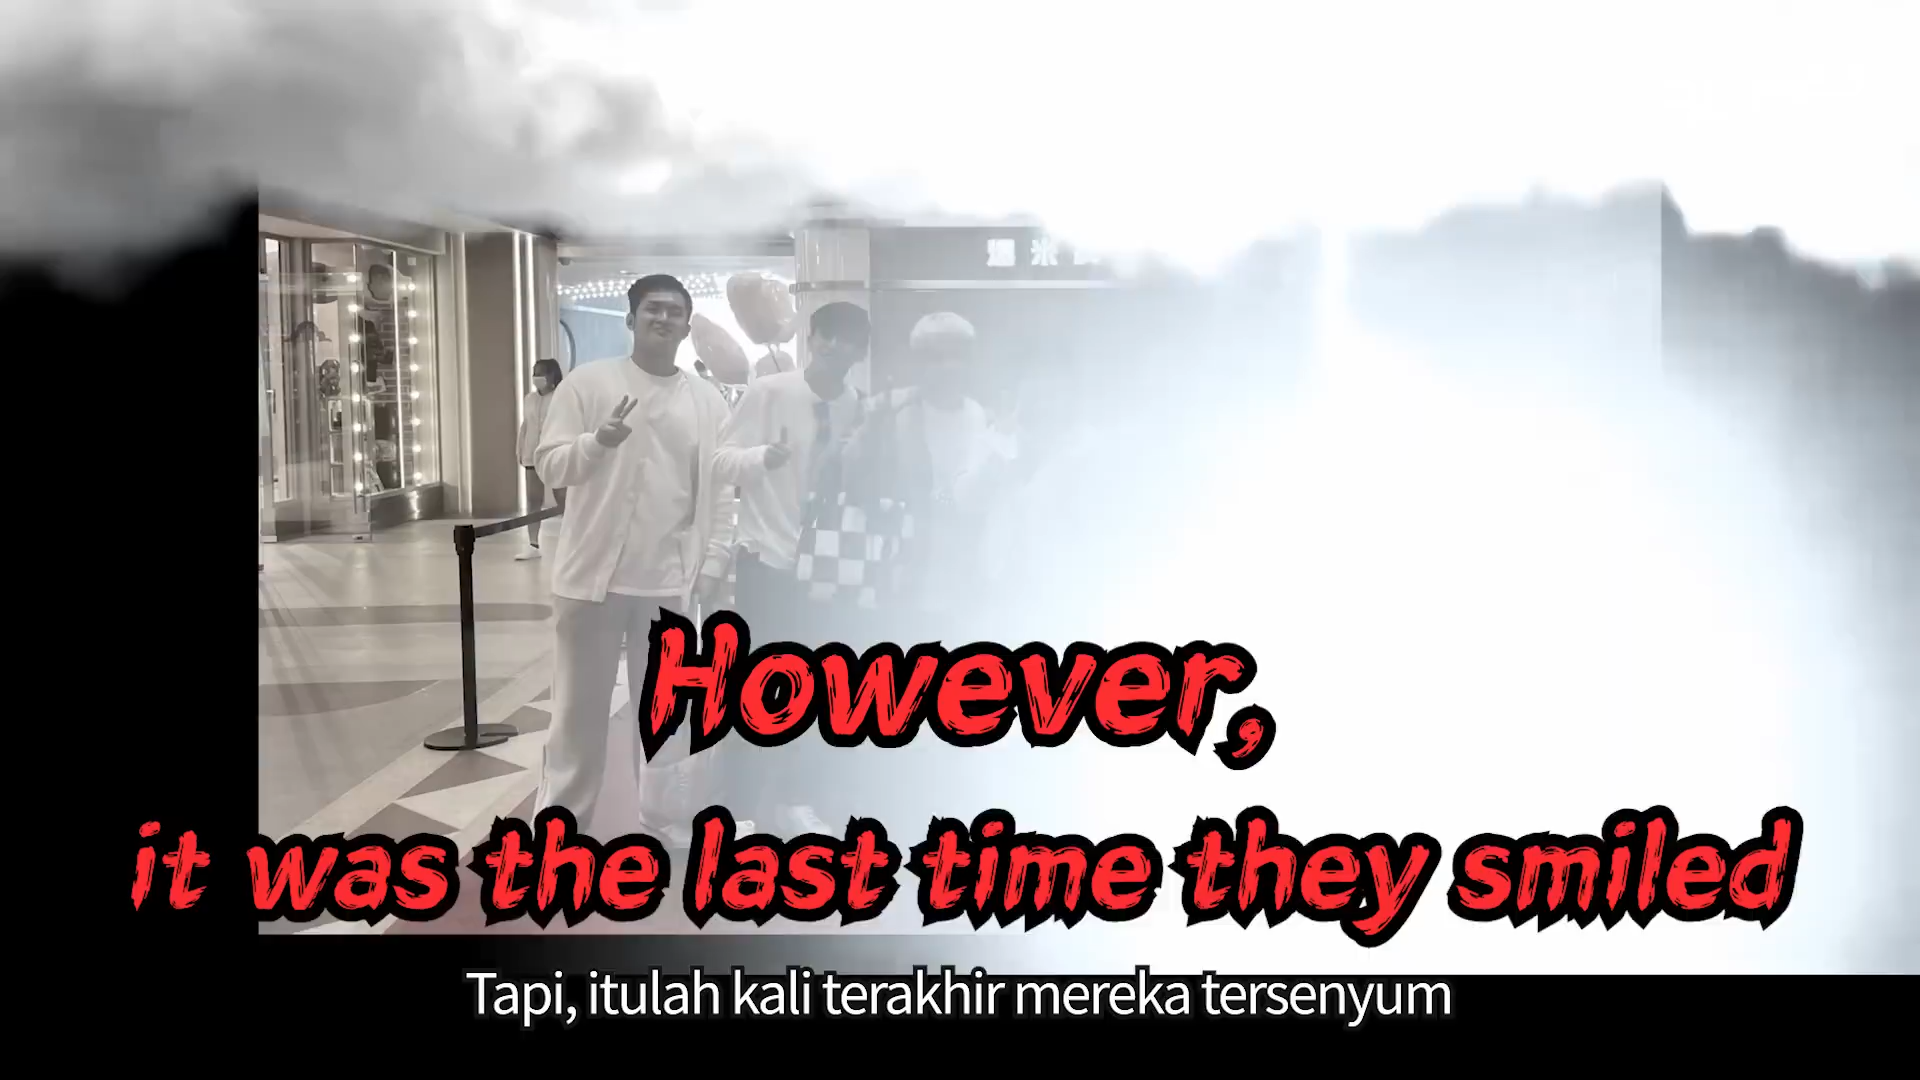 However,
it was the last time they smiled
Tapi, itulah kali terakhir mereka tersenyum